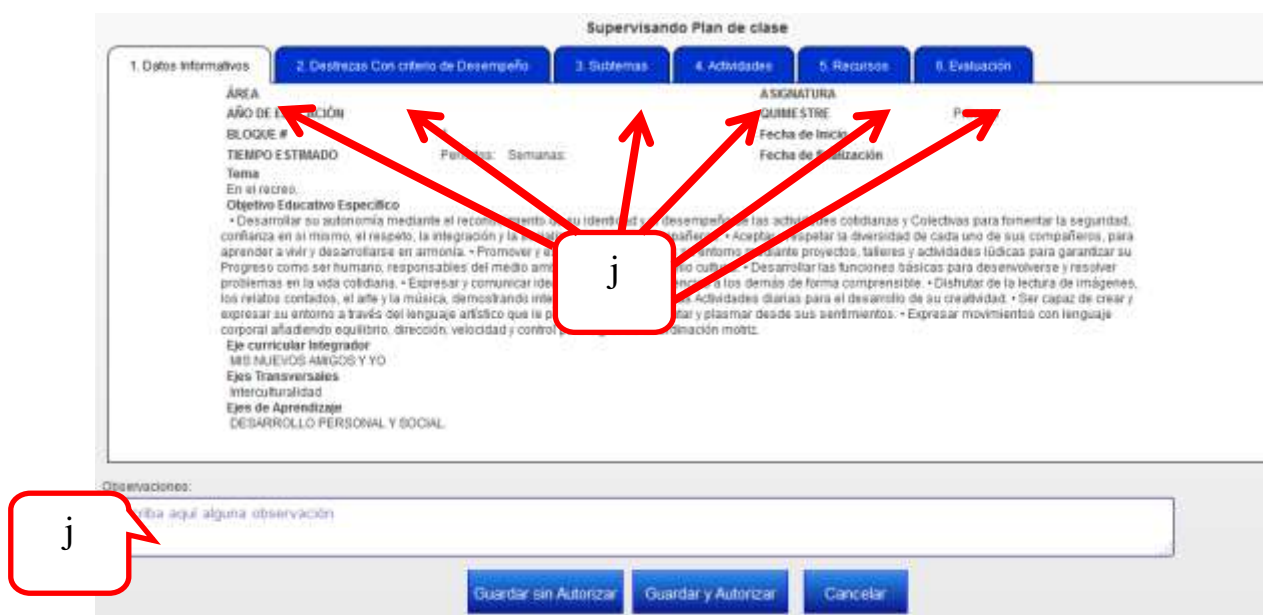 Supervisando Plan de clase
1. Datos Informativos 2. Destrezas Con criterio de Desempeño 3. Subtemas 4. Actividades 5. Recursos 6. Evaluación
ÁREA ASIGNATURA
AÑO DE QUIMESTRE
BLOQUE # Fecha de Inicio
TIEMPO ESTIMADO Semanas: Fecha de finalización
Tema
En el recreo.
Objetivo Educativo Específico
• Desarrollar su autonomía mediante el reconocimiento de su identidad y desempeño las actividades cotidianas y Colectivas para fomentar la seguridad,
confianza en si mismo, el respeto, la integración y la • Aceptar respetar la diversidad de cada uno de sus compañeros, para
aprender a vivir y desarrollarse en armonía. • Promover y entorno mediante proyectos, talleres y actividades lúdicas para garantizar su
Progreso como ser humano, responsables del medio • Desarrollar las funciones básicas para desenvolverse y resolver
problemas en la vida cotidiana. • Expresar y comunicar a los demás de forma comprensible. • Disfrutar de la lectura de imágenes,
los relatos contados, el arte y la música, demostrando Actividades diarias para el desarrollo de su creatividad. • Ser capaz de crear y
expresar su entorno a través del lenguaje artístico que le y plasmar desde sus sentimientos. • Expresar movimientos con lenguaje
corporal añadiendo equilibrio, dirección, velocidad y control motriz.
Eje curricular Integrador
MIS NUEVOS AMIGOS Y YO
Ejes Transversales
Interculturalidad
Ejes de Aprendizaje
DESARROLLO PERSONAL Y SOCIAL
j
Observaciones:
aquí alguna observación
j
Guardar sin Autorizar Guardar y Autorizar Cancelar